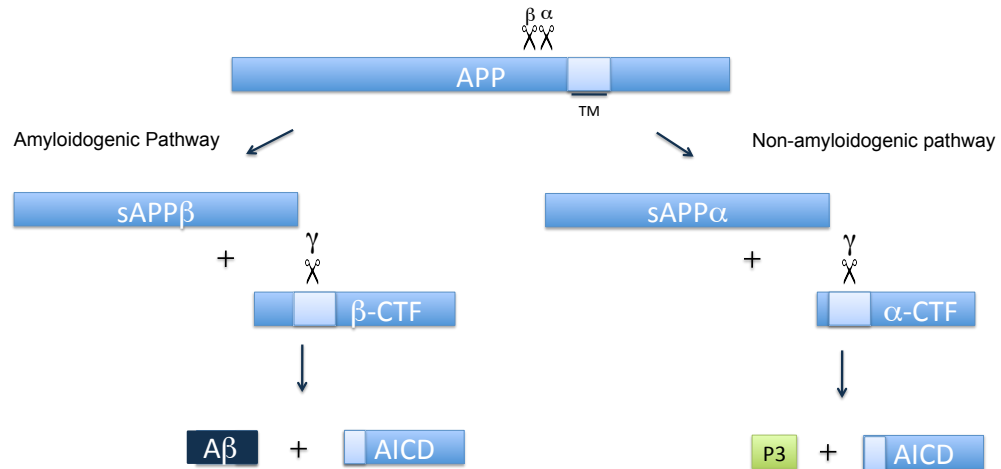 β α
APP
TM
Amyloidogenic Pathway
Non-amyloidogenic pathway
sAPPβ
sAPPα
γ
γ
+
+
β-CTF
α-CTF
Aβ + AICD
P3 + AICD